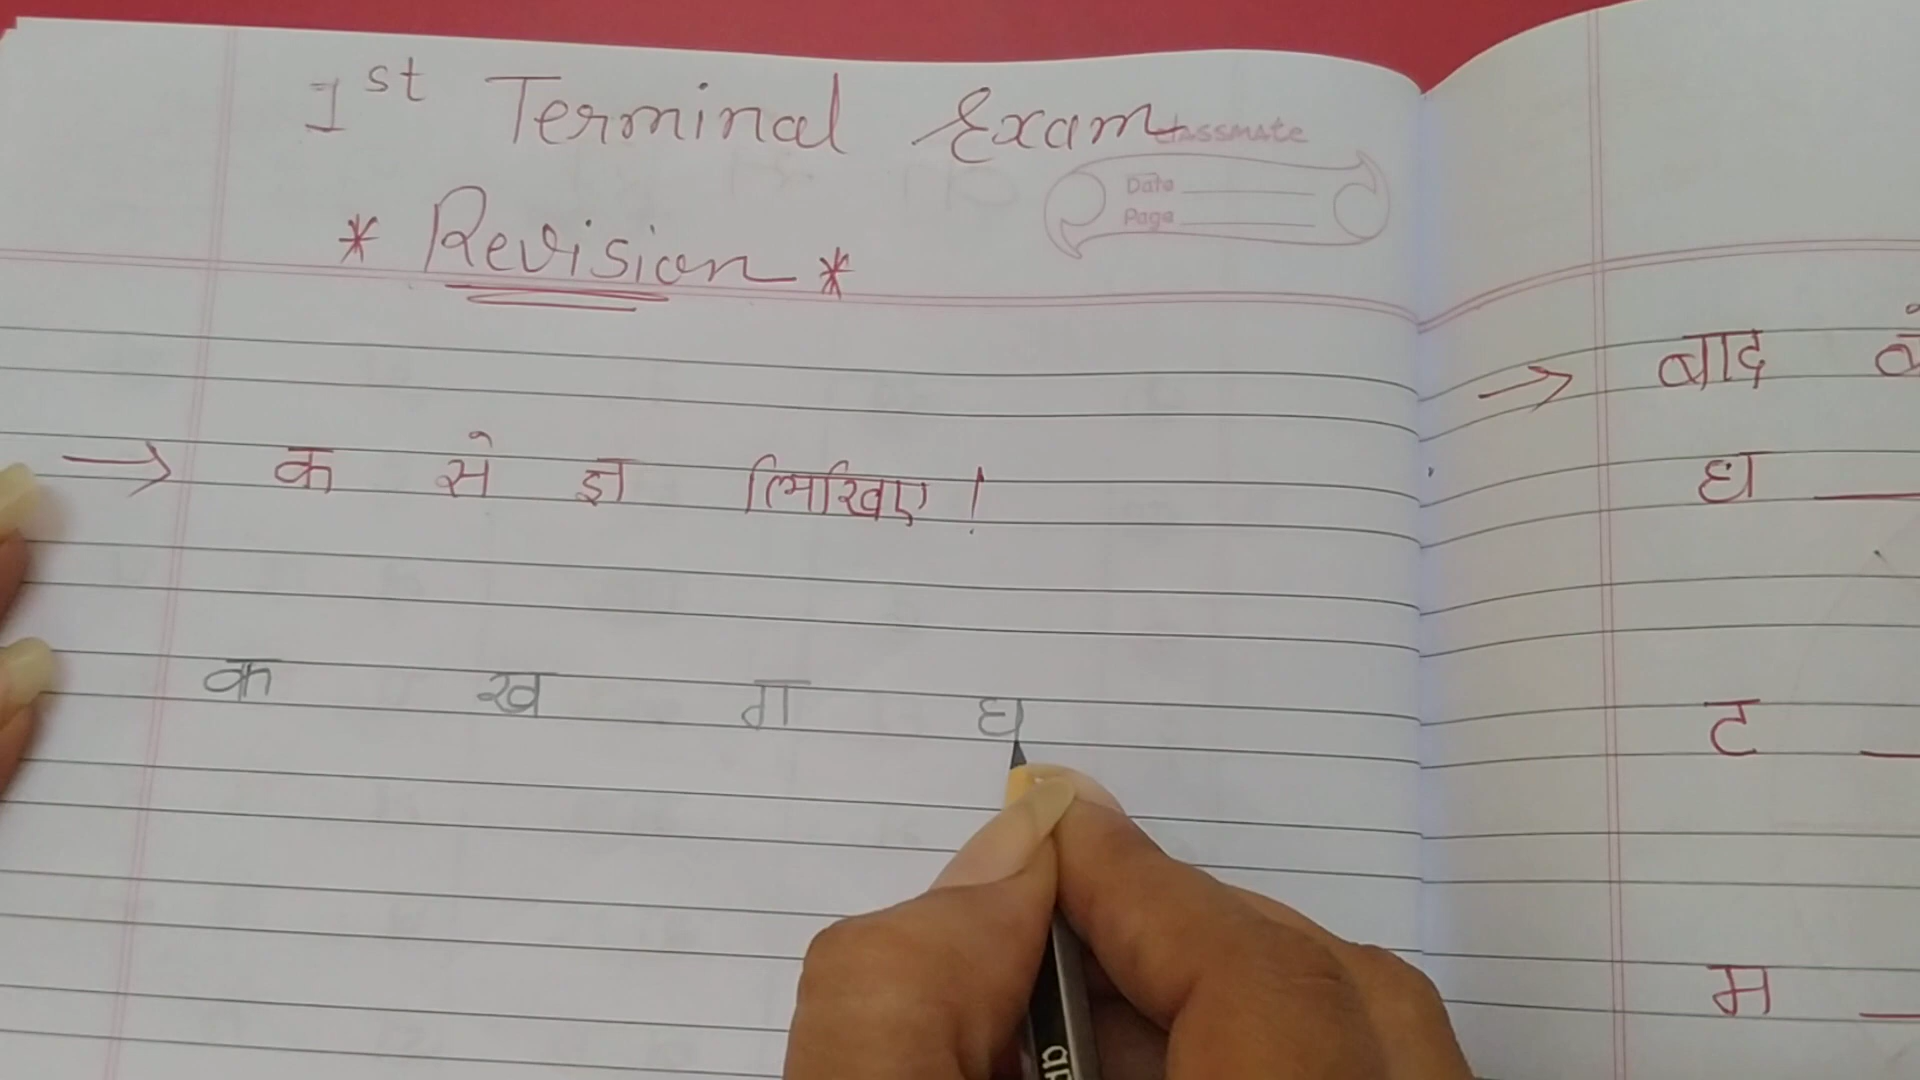 1st Terminal Exam
classmate
Date
Page
* Revision *
→ क से ज्ञ लिखिए !
क ख ग घ
→ बाद
घ
ट
म